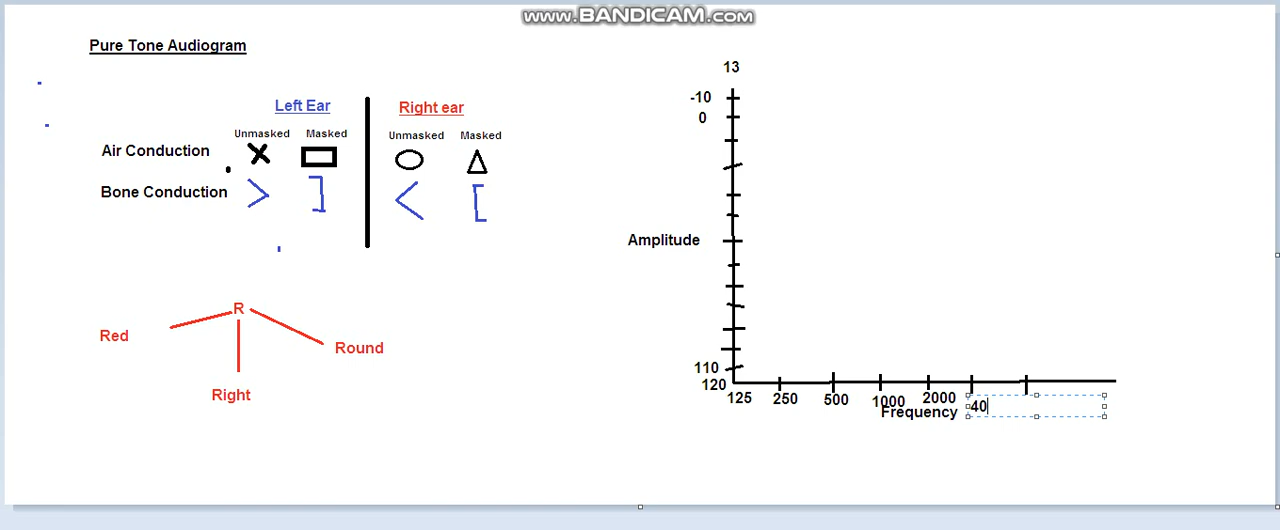 www.BANDICAM.com
Pure Tone Audiogram
Left Ear
Right ear
Unmasked Masked
Unmasked Masked
Air Conduction
Bone Conduction
R
Red
Round
Right
13
-10
0
Amplitude
110
120
125 250 500 1000 2000 40
Frequency